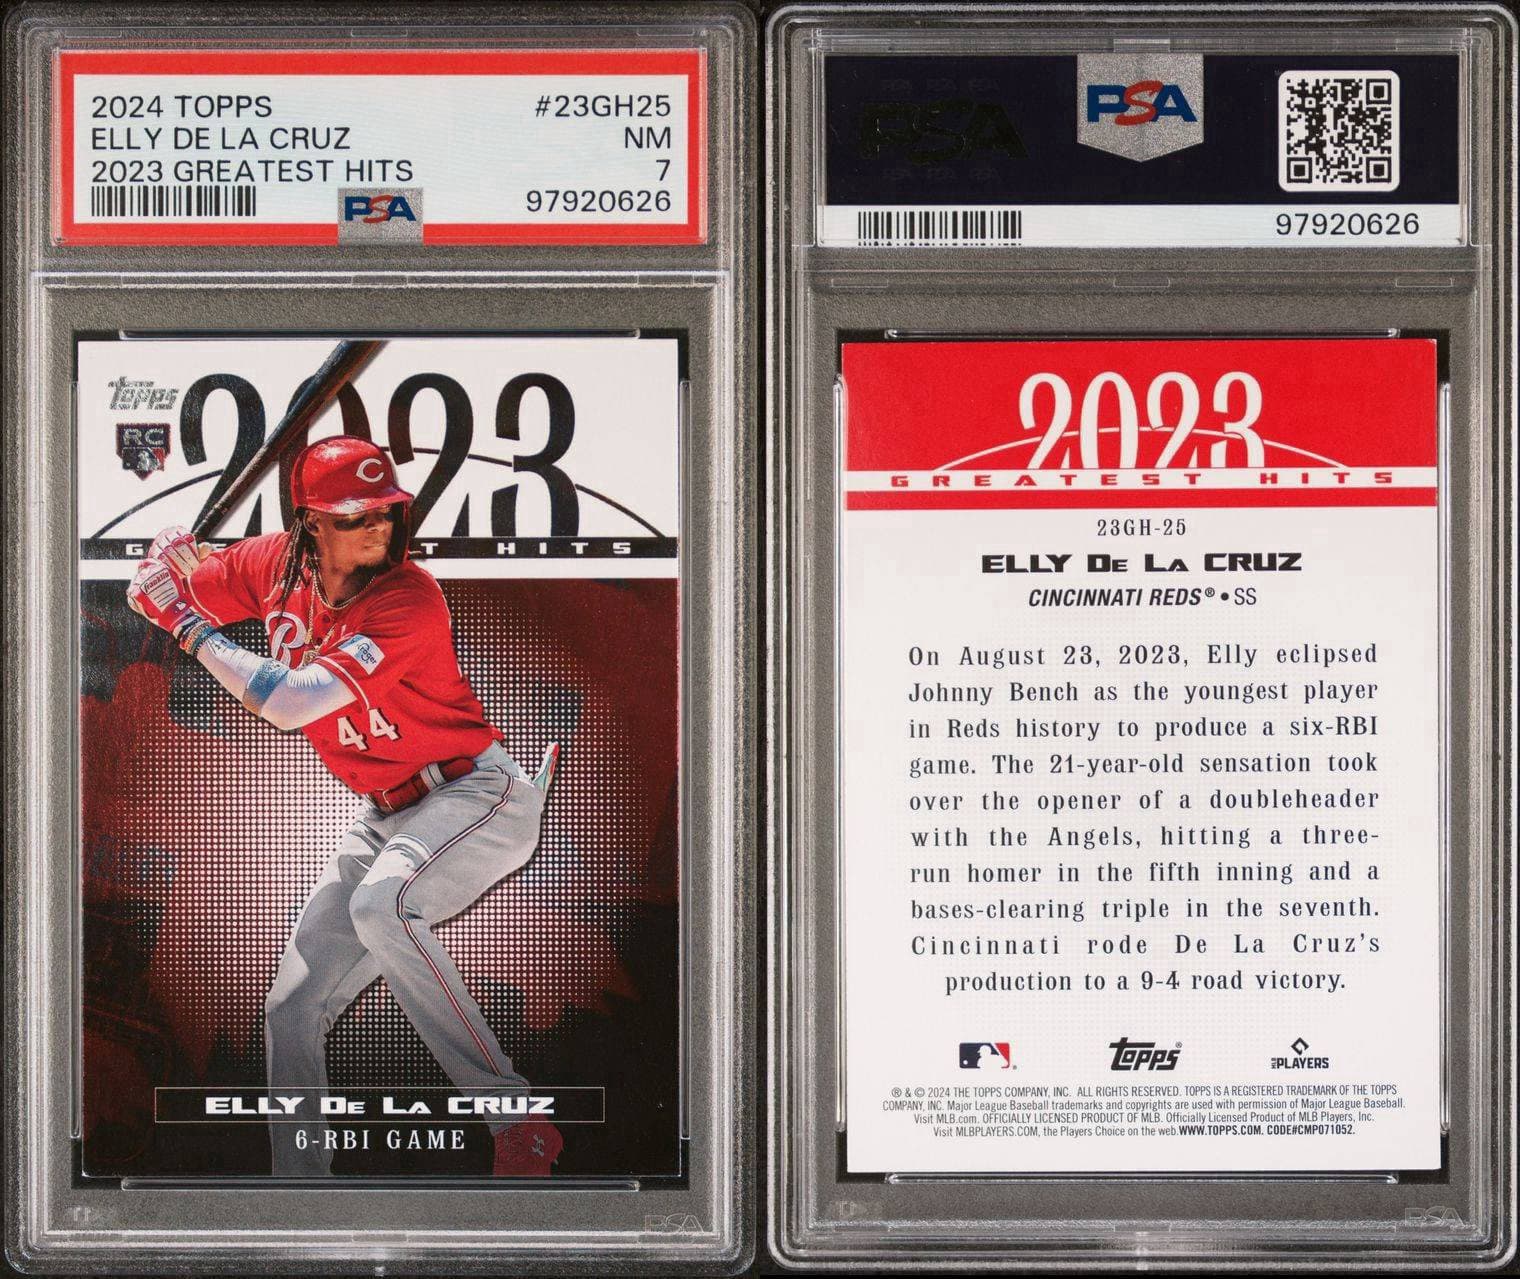 2024 TOPPS #23GH25
ELLY DE LA CRUZ NM
2023 GREATEST HITS 7
PSA 97920626
topps
RC
2023
G T HITS
C
Franklin
R
Kroger
44
ELLY DE LA CRUZ
6-RBI GAME
PSA
PSA
PSA
97920626
2023
GREATEST HITS
23GH-25
ELLY DE LA CRUZ
CINCINNATI REDS® • SS
On August 23, 2023, Elly eclipsed
Johnny Bench as the youngest player
in Reds history to produce a six-RBI
game. The 21-year-old sensation took
over the opener of a doubleheader
with the Angels, hitting a three-
run homer in the fifth inning and a
bases-clearing triple in the seventh.
Cincinnati rode De La Cruz's
production to a 9-4 road victory.
topps®
MLB PLAYERS
® & © 2024 THE TOPPS COMPANY, INC. ALL RIGHTS RESERVED. TOPPS IS A REGISTERED TRADEMARK OF THE TOPPS
COMPANY, INC. Major League Baseball trademarks and copyrights are used with permission of Major League Baseball.
Visit MLB.com. OFFICIALLY LICENSED PRODUCT OF MLB. Officially Licensed Product of MLB Players, Inc.
Visit MLBPLAYERS.COM, the Players Choice on the web. WWW.TOPPS.COM. CODE#CMP071052.
PSA